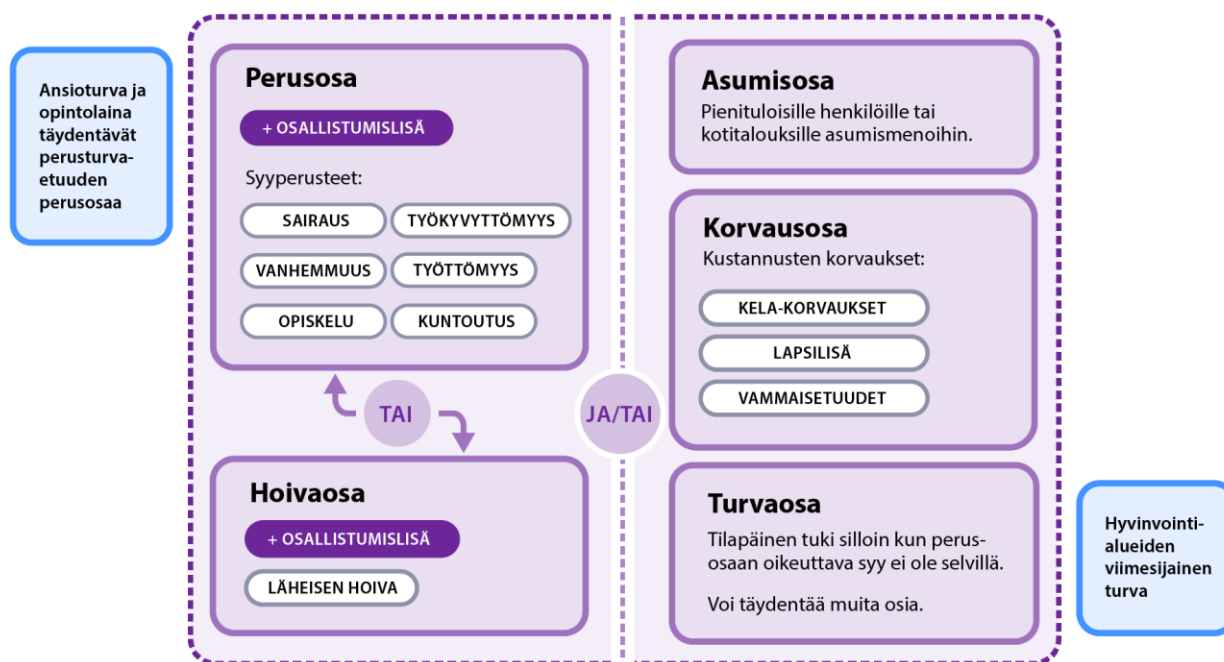 Ansioturva ja
opintolaina
täydentävät
perusturva-
etuuden
perusosaa
Perusosa
+ OSALLISTUMISLISÄ
Syyperusteet:
SAIRAUS
TYÖKYVYTTÖMYYS
VANHEMMUUS
TYÖTTÖMYYS
OPISKELU
KUNTOUTUS
TAI
Hoivaosa
+ OSALLISTUMISLISÄ
LÄHEISEN HOIVA
JA/TAI
Asumisosa
Pienituloisille henkilöille tai
kotitalouksille asumismenoihin.
Korvausosa
Kustannusten korvaukset:
KELA-KORVAUKSET
LAPSILISÄ
VAMMAISETUUDET
Turvaosa
Tilapäinen tuki silloin kun perus-
osaan oikeuttava syy ei ole selvillä.
Voi täydentää muita osia.
Hyvinvointi-
alueiden
viimesijainen
turva